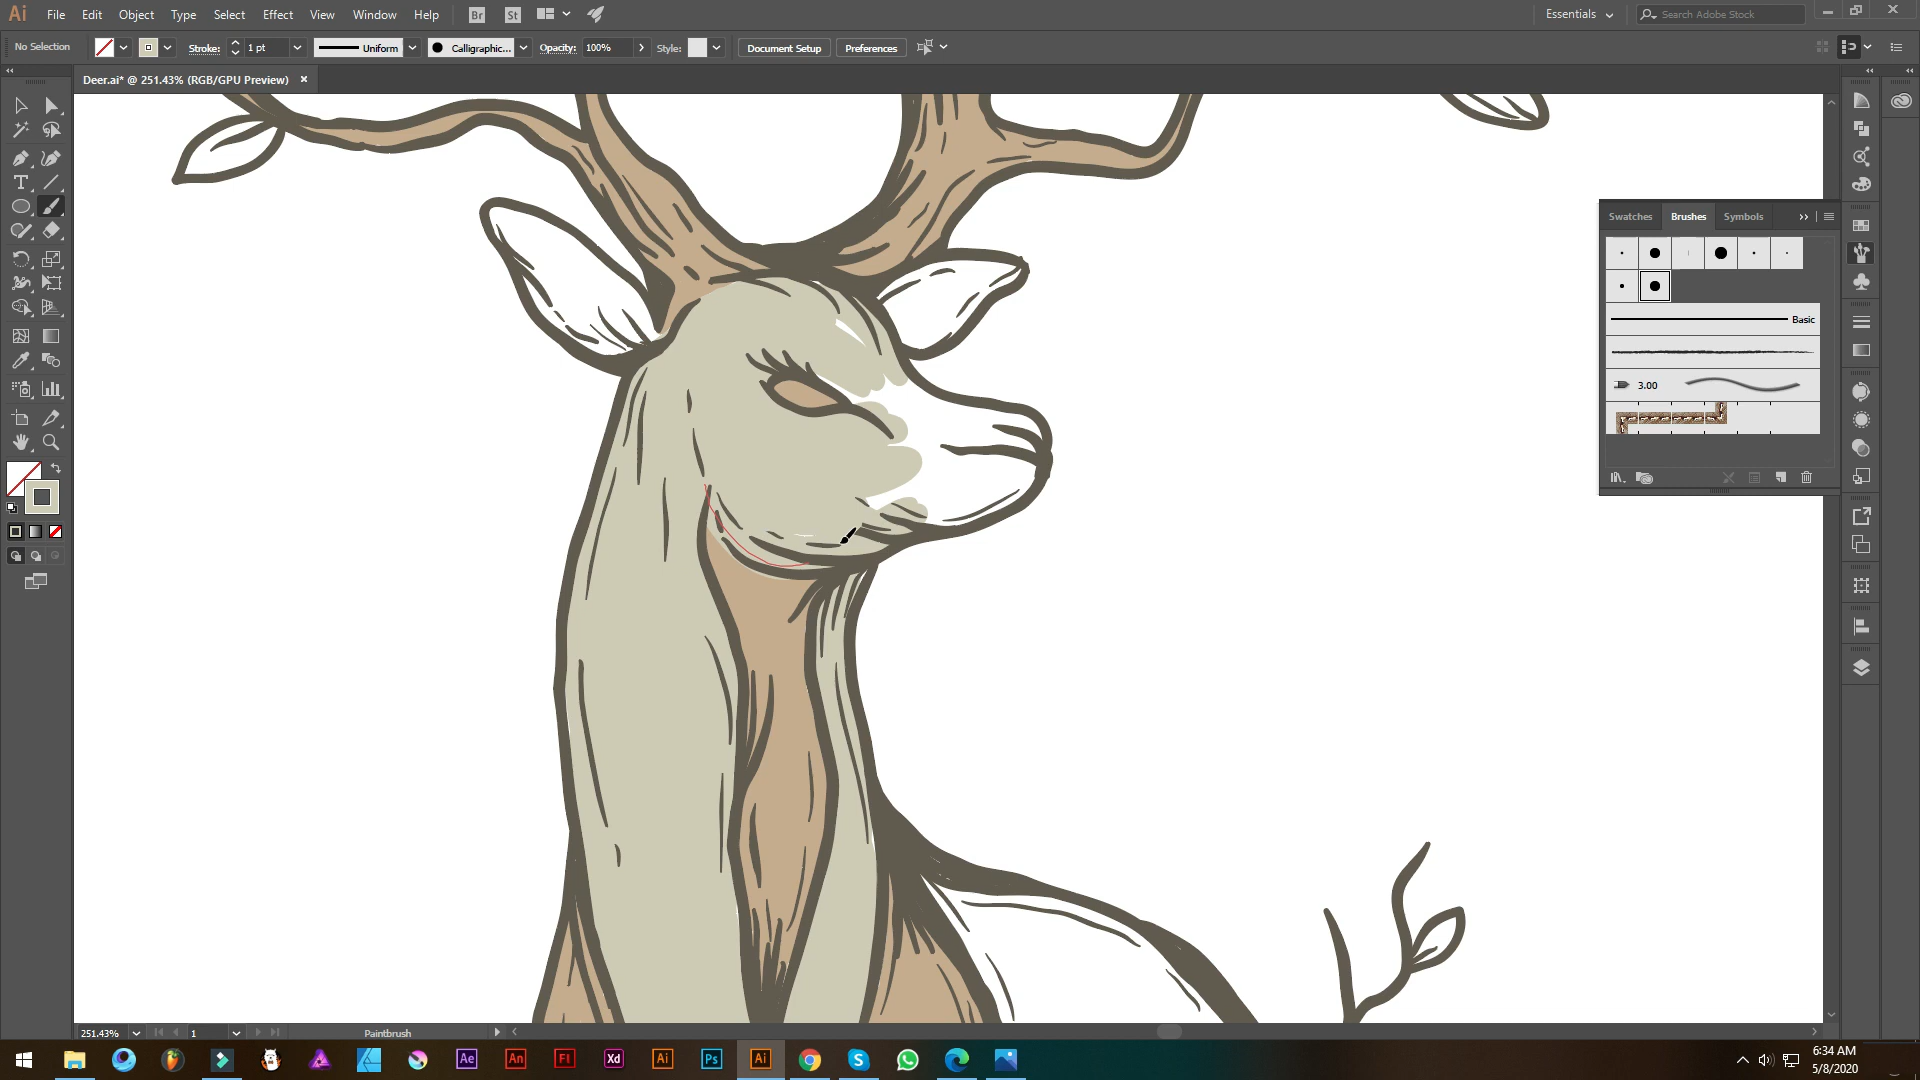 Ai File Edit Object Type Select Effect View Window Help Br St Essentials Search Adobe Stock
No Selection Stroke: 1 pt Uniform Calligraphic... Opacity: 100% Style: Document Setup Preferences
Deer.ai* @ 251.43% (RGB/GPU Preview)
Swatches Brushes Symbols
Basic
3.00
251.43% 1 Paintbrush
Ae An Fl Xd Ai Ps Ai 6:34 AM
5/8/2020